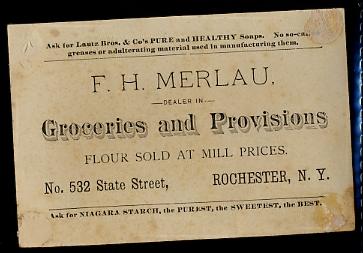 Ask for Lautz Bros. & Co's PURE and HEALTHY Soaps. No so-cal
greases or adulterating material used in manufacturing them.
F. H. MERLAU,
DEALER IN
Groceries and Provisions
FLOUR SOLD AT MILL PRICES.
No. 532 State Street, ROCHESTER, N. Y.
Ask for NIAGARA STARCH, the PUREST, the SWEETEST, the BEST.